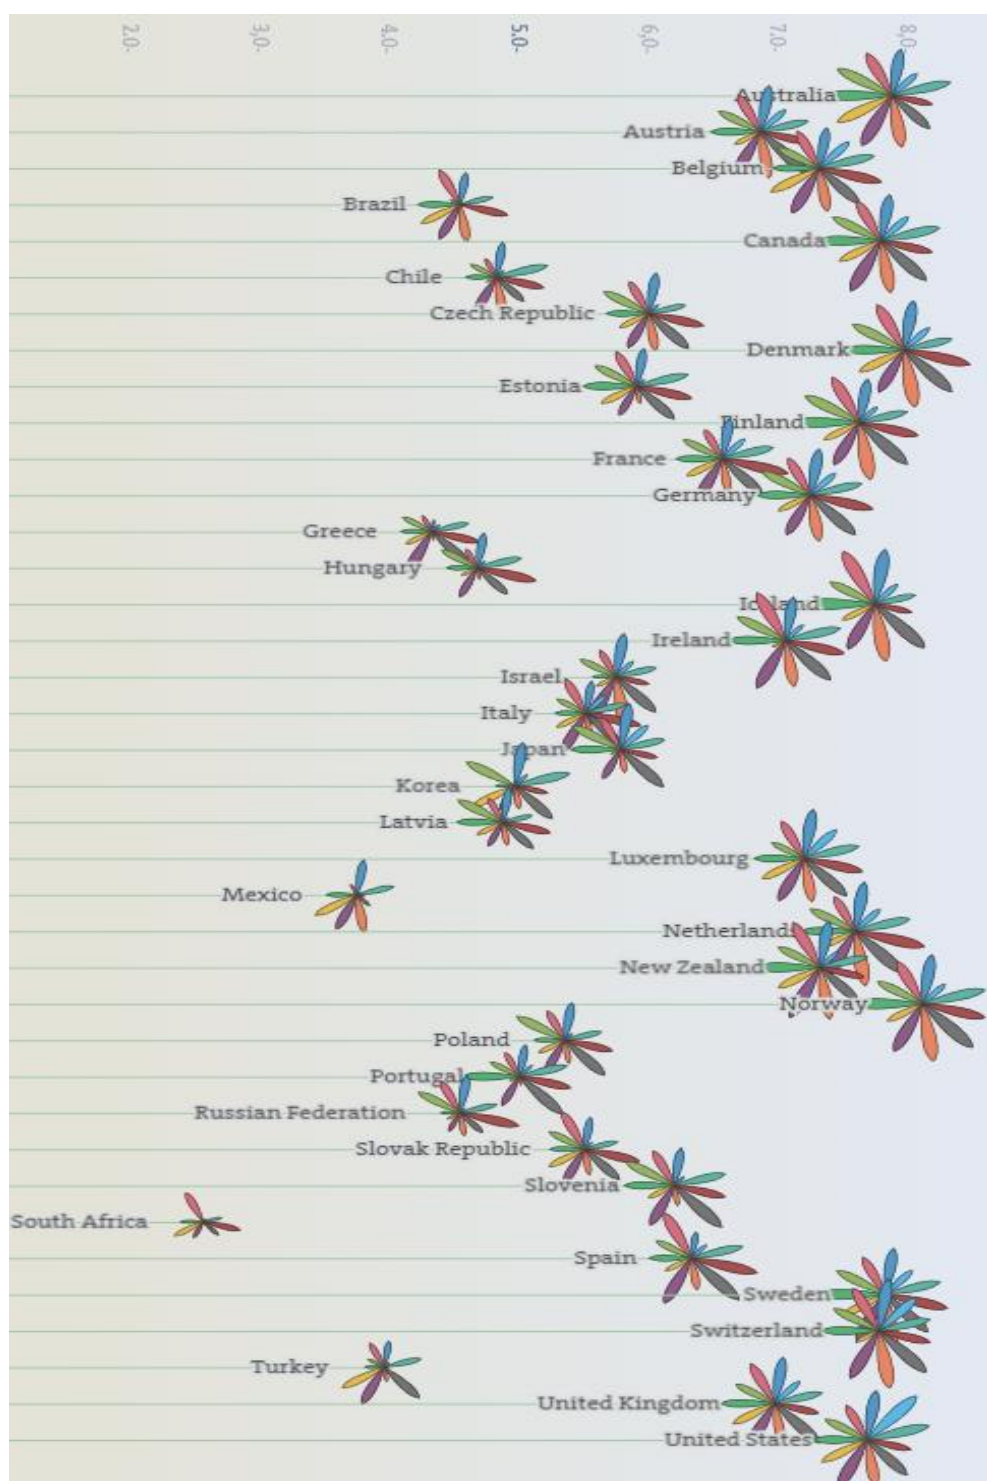 2.0-
3,0-
4.0-
5.0-
6,0-
7,0-
8,0-
Australia
Austria
Belgium
Brazil
Canada
Chile
Czech Republic
Denmark
Estonia
Finland
France
Germany
Greece
Hungary
Iceland
Ireland
Israel
Italy
Japan
Korea
Latvia
Luxembourg
Mexico
Netherlands
New Zealand
Norway
Poland
Portugal
Russian Federation
Slovak Republic
Slovenia
South Africa
Spain
Sweden
Switzerland
Turkey
United Kingdom
United States